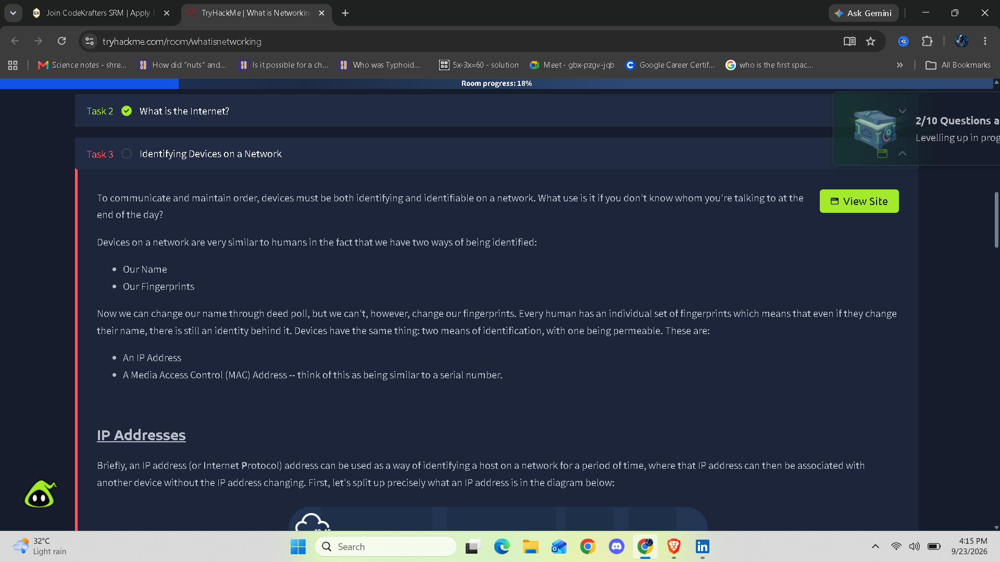 Join CodeKrafters SRM | Apply f
TryHackMe | What is Networkin
Ask Gemini
tryhackme.com/room/whatisnetworking
Science notes - shre...
How did "nuts" and...
Is it possible for a ch...
Who was Typhoid...
5x-3x=60 - solution
Meet - gbx-pzgv-jqb
Google Career Certif...
who is the first spac...
All Bookmarks
Room progress: 18%
Task 2 What is the Internet?
2/10 Questions a
Levelling up in prog
Task 3 Identifying Devices on a Network
To communicate and maintain order, devices must be both identifying and identifiable on a network. What use is it if you don't know whom you're talking to at the
end of the day?
View Site
Devices on a network are very similar to humans in the fact that we have two ways of being identified:
• Our Name
• Our Fingerprints
Now we can change our name through deed poll, but we can't, however, change our fingerprints. Every human has an individual set of fingerprints which means that even if they change
their name, there is still an identity behind it. Devices have the same thing: two means of identification, with one being permeable. These are:
• An IP Address
• A Media Access Control (MAC) Address -- think of this as being similar to a serial number.
IP Addresses
Briefly, an IP address (or Internet Protocol) address can be used as a way of identifying a host on a network for a period of time, where that IP address can then be associated with
another device without the IP address changing. First, let's split up precisely what an IP address is in the diagram below:
32°C
Light rain
Search
4:15 PM
9/23/2026